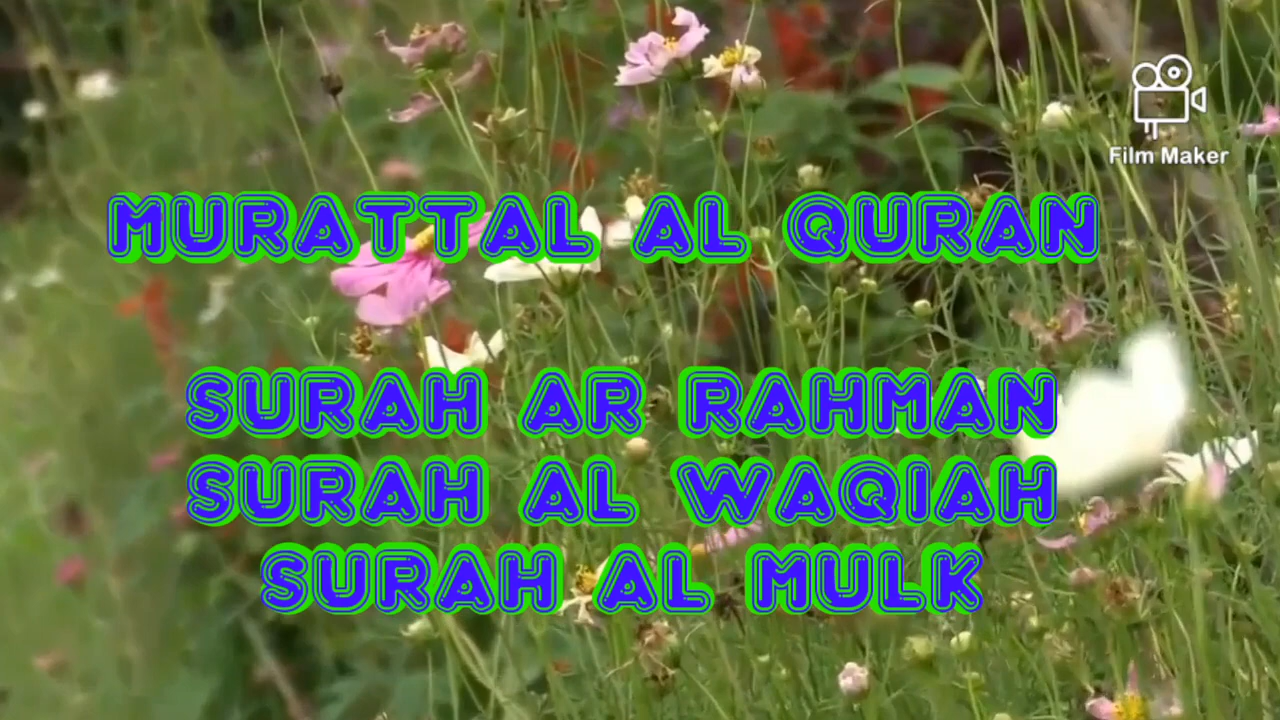 Film Maker
MURATTAL AL QURAN
SURAH AR RAHMAN
SURAH AL WAQIAH
SURAH AL MULK